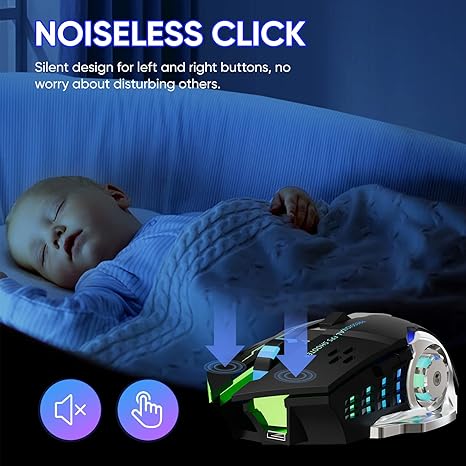 NOISELESS CLICK
Silent design for left and right buttons, no
worry about disturbing others.